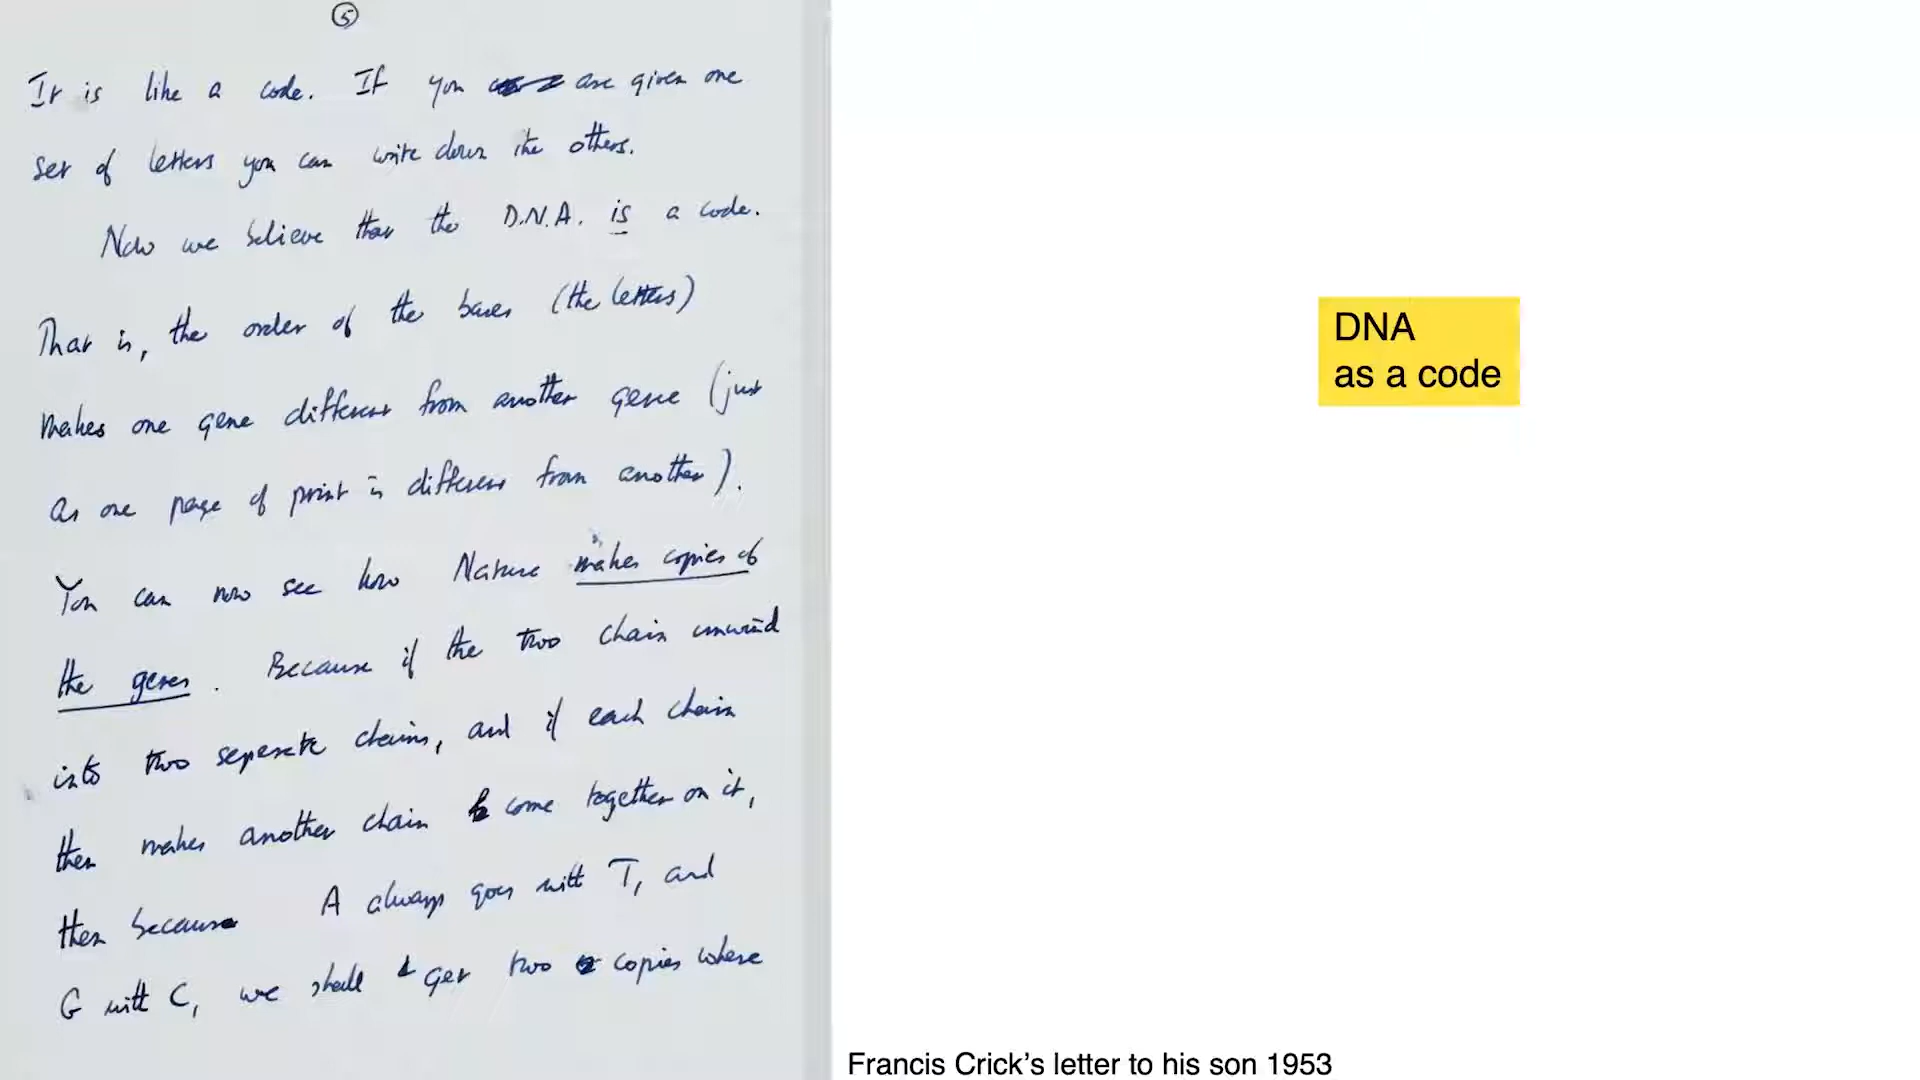 5
It is like a code. If you are given one
set of letters you can write down the others.
Now we believe that the D.N.A. is a code.
That is, the order of the bases (the letters)
makes one gene different from another gene (just
as one page of print is different from another).
You can now see how Nature makes copies of
the genes. Because if the two chain unwind
into two seperate chains, and if each chain
then makes another chain come together on it,
then because A always goes with T, and
G with C, we shall get two copies where
DNA
as a code
Francis Crick's letter to his son 1953